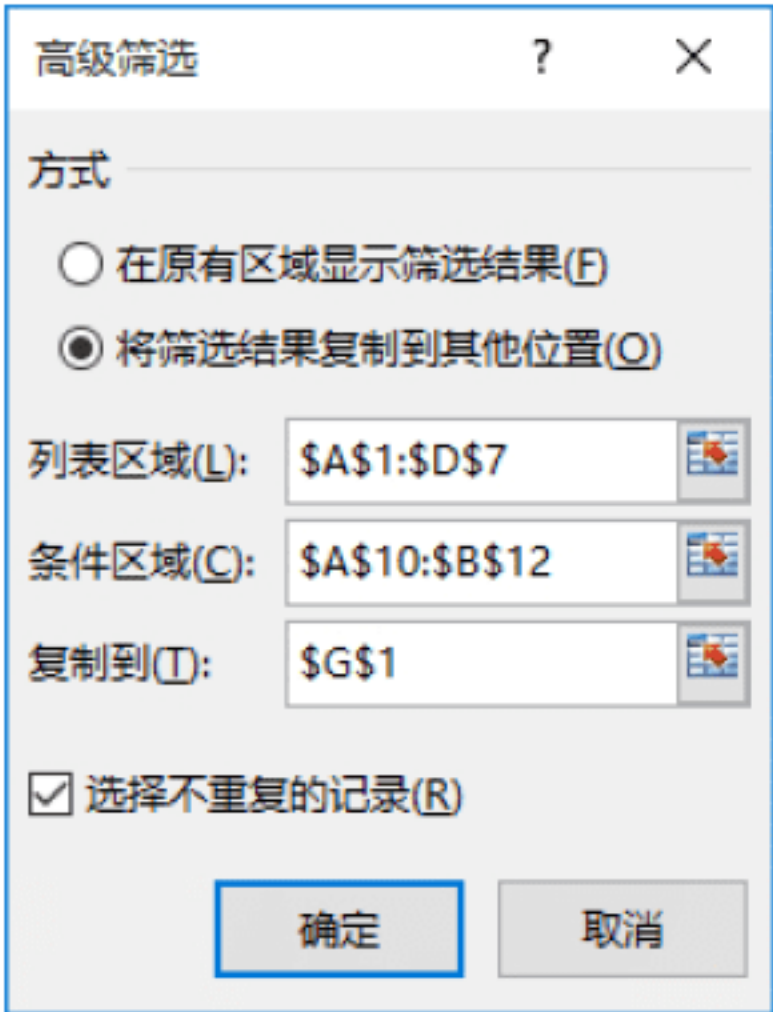 高级筛选 ?
方式
在原有区域显示筛选结果(F)
将筛选结果复制到其他位置(O)
列表区域(L): $A$1:$D$7
条件区域(C): $A$10:$B$12
复制到(T): $G$1
选择不重复的记录(R)
确定 取消